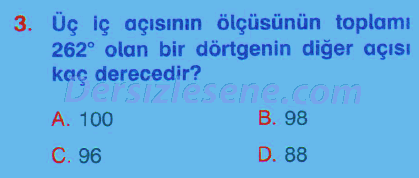 3. Üç iç açısının ölçüsünün toplamı
262° olan bir dörtgenin diğer açısı
kaç derecedir?
Dersizlesene.com
A. 100 B. 98
C. 96 D. 88